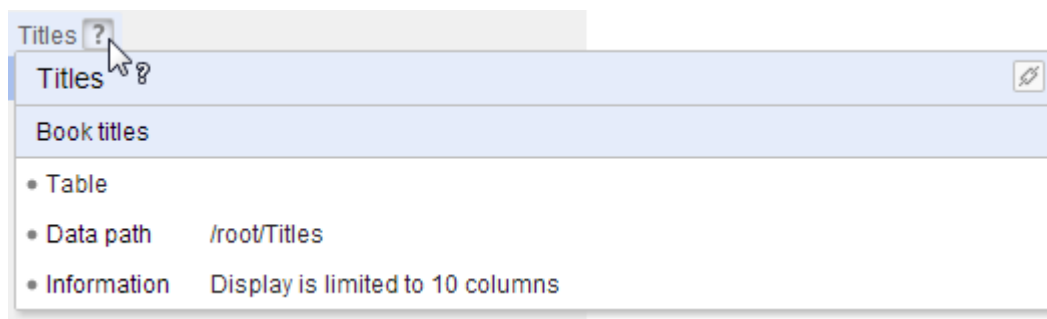 Titles ?
Titles
Book titles
• Table
• Data path /root/Titles
• Information Display is limited to 10 columns